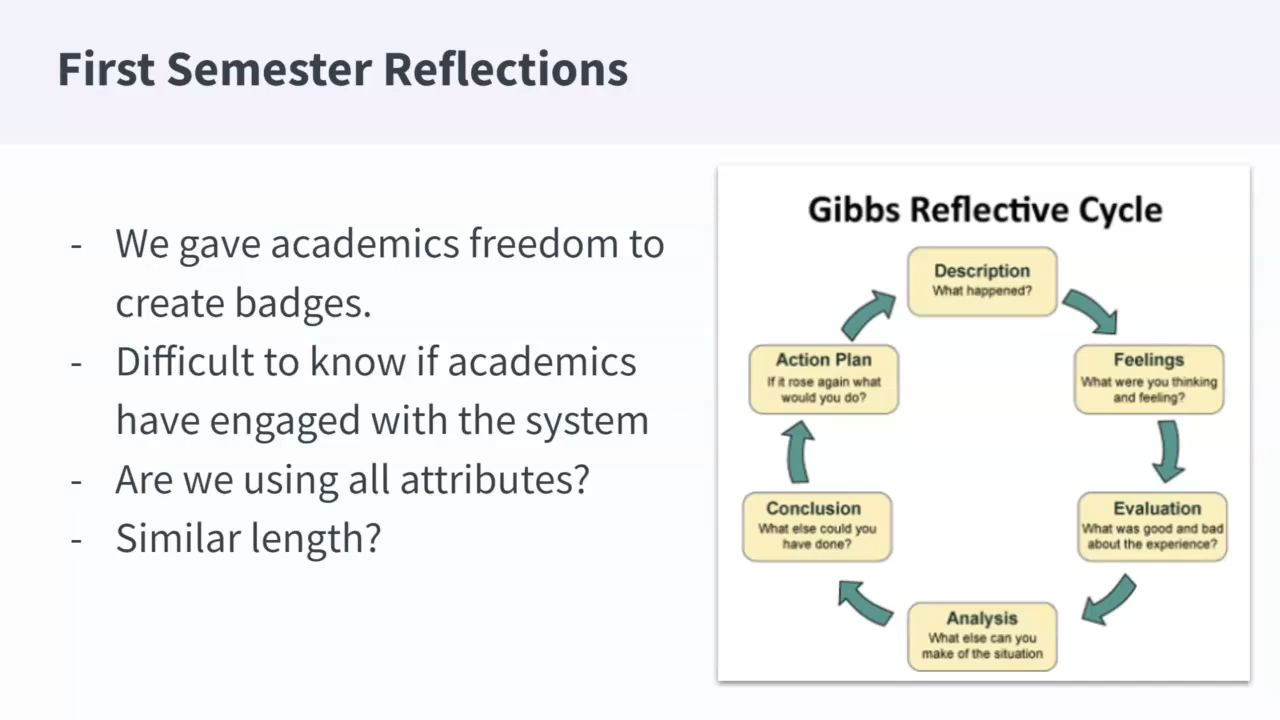 First Semester Reflections
- We gave academics freedom to
create badges.
- Difficult to know if academics
have engaged with the system
- Are we using all attributes?
- Similar length?
Gibbs Reflective Cycle
Description
What happened?
Feelings
What were you thinking
and feeling?
Evaluation
What was good and bad
about the experience?
Analysis
What else can you
make of the situation
Conclusion
What else could you
have done?
Action Plan
If it rose again what
would you do?